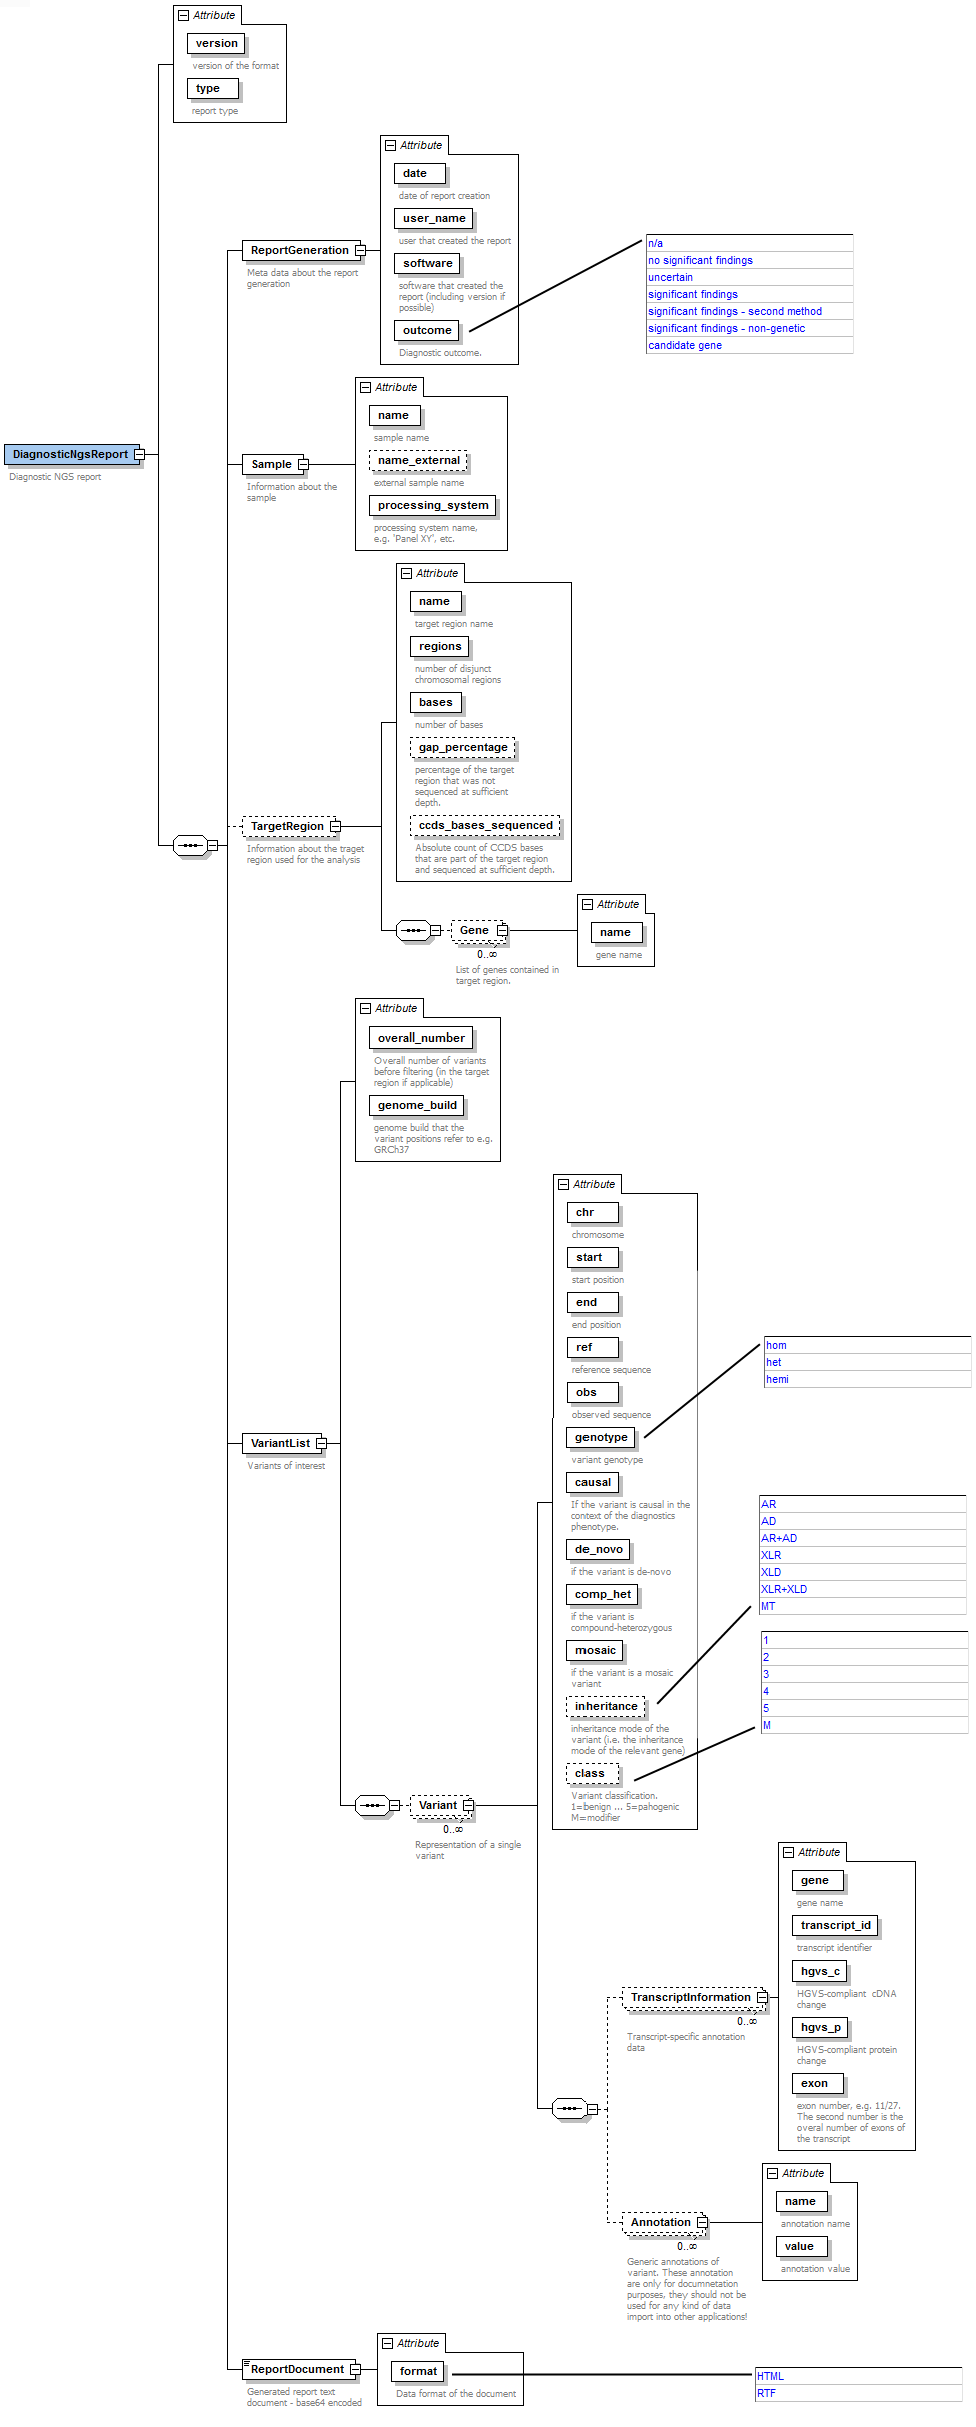 Attribute
version
version of the format
type
report type
Attribute
date
date of report creation
user_name
user that created the report
software
software that created the
report (including version if
possible)
outcome
Diagnostic outcome.
ReportGeneration
Meta data about the report
generation
n/a
no significant findings
uncertain
significant findings
significant findings - second method
significant findings - non-genetic
candidate gene
Attribute
name
sample name
name_external
external sample name
processing_system
processing system name,
e.g. 'Panel XY', etc.
DiagnosticNgsReport
Diagnostic NGS report
Sample
Information about the
sample
Attribute
name
target region name
regions
number of disjunct
chromosomal regions
bases
number of bases
gap_percentage
percentage of the target
region that was not
sequenced at sufficient
depth.
ccds_bases_sequenced
Absolute count of CCDS bases
that are part of the target region
and sequenced at sufficient depth.
TargetRegion
Information about the traget
region used for the analysis
Gene
0..∞
List of genes contained in
target region.
Attribute
name
gene name
Attribute
overall_number
Overall number of variants
before filtering (in the target
region if applicable)
genome_build
genome build that the
variant positions refer to e.g.
GRCh37
Attribute
chr
chromosome
start
start position
end
end position
ref
reference sequence
obs
observed sequence
genotype
variant genotype
causal
If the variant is causal in the
context of the diagnostics
phenotype.
de_novo
if the variant is de-novo
comp_het
if the variant is
compound-heterozygous
mosaic
if the variant is a mosaic
variant
inheritance
inheritance mode of the
variant (i.e. the inheritance
mode of the relevant gene)
class
Variant classification.
1=benign ... 5=pahogenic
M=modifier
hom
het
hemi
AR
AD
AR+AD
XLR
XLD
XLR+XLD
MT
1
2
3
4
5
M
VariantList
Variants of interest
Variant
0..∞
Representation of a single
variant
Attribute
gene
gene name
transcript_id
transcript identifier
hgvs_c
HGVS-compliant cDNA
change
hgvs_p
HGVS-compliant protein
change
exon
exon number, e.g. 11/27.
The second number is the
overal number of exons of
the transcript
TranscriptInformation
0..∞
Transcript-specific annotation
data
Attribute
name
annotation name
value
annotation value
Annotation
0..∞
Generic annotations of
variant. These annotation
are only for documnetation
purposes, they should not be
used for any kind of data
import into other applications!
Attribute
format
Data format of the document
ReportDocument
Generated report text
document - base64 encoded
HTML
RTF